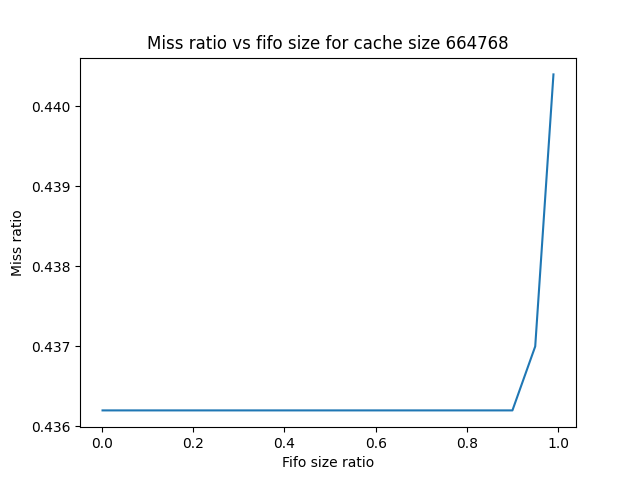 Miss ratio vs fifo size for cache size 664768
0.440
0.439
0.438
0.437
0.436
Miss ratio
0.0 0.2 0.4 0.6 0.8 1.0
Fifo size ratio